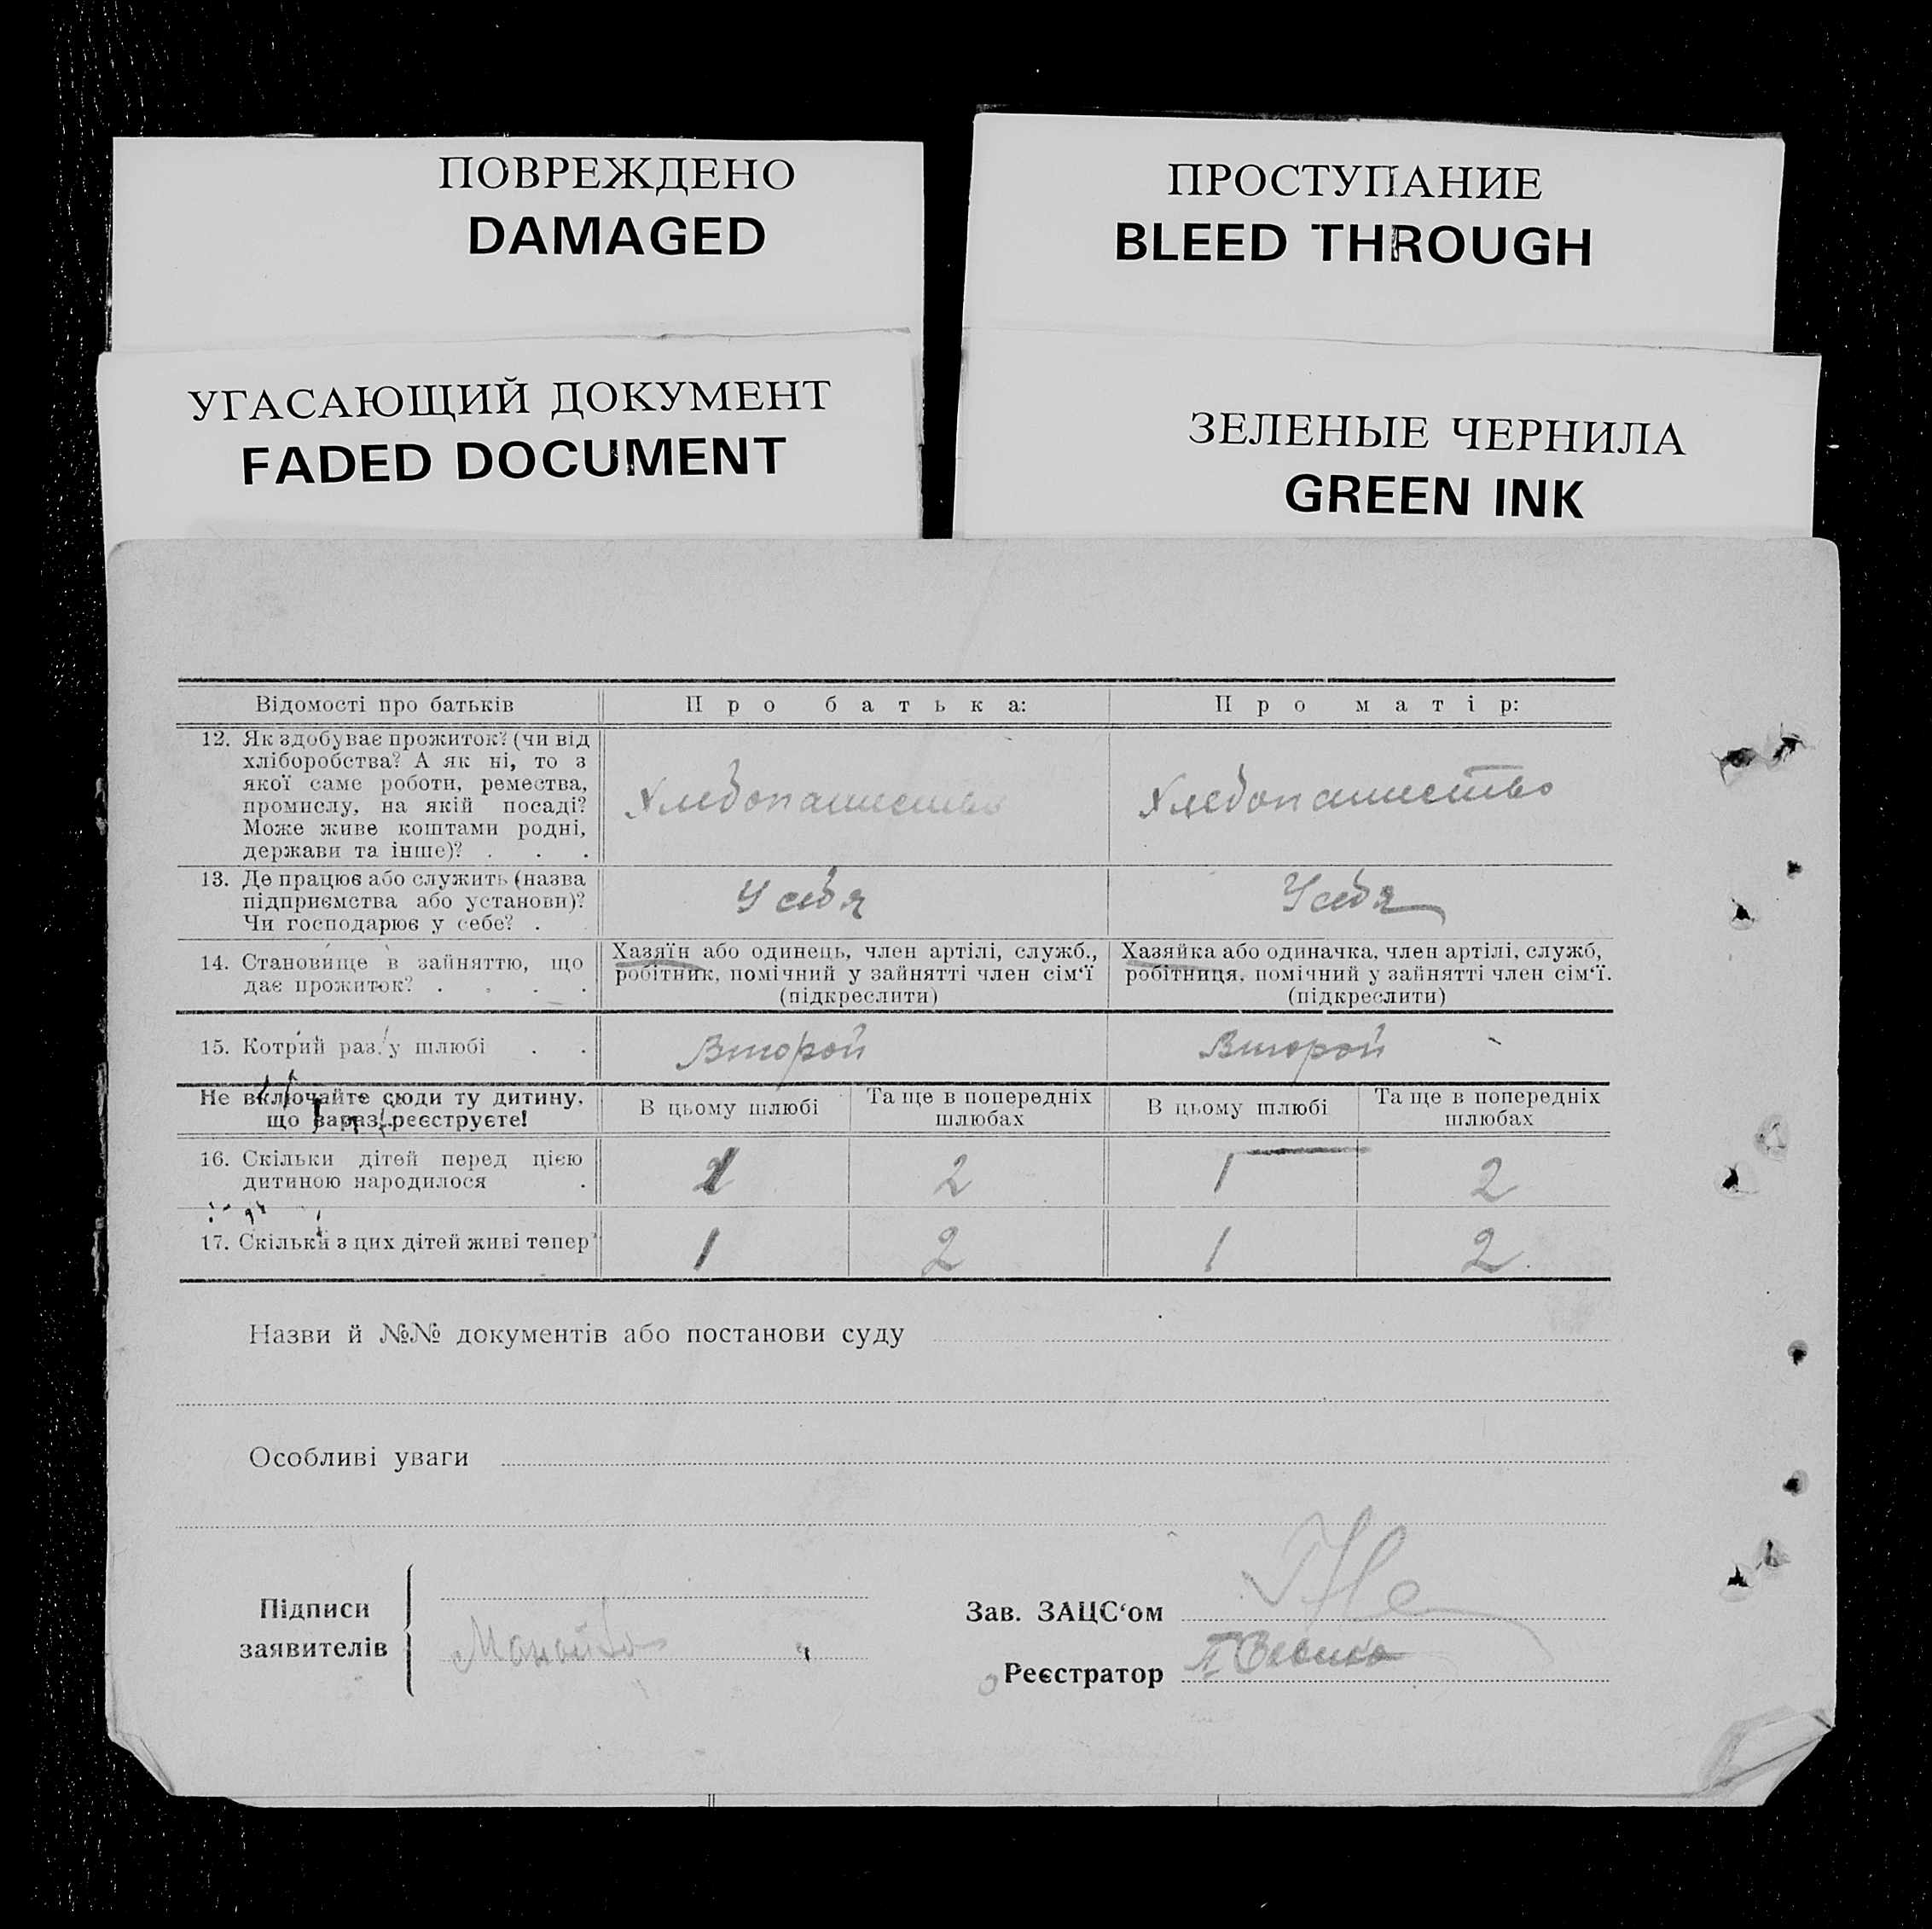 ПОВРЕЖДЕНО
DAMAGED
ПРОСТУПАНИЕ
BLEED THROUGH
УГАСАЮЩИЙ ДОКУМЕНТ
FADED DOCUMENT
ЗЕЛЕНЫЕ ЧЕРНИЛА
GREEN INK
Відомості про батьків
Про батька:
Про матір:
12. Як здобуває прожиток? (чи від
хліборобства? А як ні, то з
якої саме роботи, ремества,
промислу, на якій посаді?
Може живе коштами родні,
держави та інше)? . . .
Хлебопашество
Хлебопашество
13. Де працює або служить (назва
підприємства або установи)?
Чи господарює у себе? .
У себя
У себя
14. Становище в зайняттю, що
дає прожиток? . . . .
Хазяїн або одинець, член артілі, служб.,
робітник, помічний у зайнятті член сім‘ї
(підкреслити)
Хазяйка або одиначка, член артілі, служб,
робітниця, помічний у зайнятті член сім‘ї.
(підкреслити)
15. Котрий раз у шлюбі . .
Второй
Второй
Не включайте сюди ту дитину,
що зараз реєструєте!
В цьому шлюбі
Та ще в попередніх
шлюбах
В цьому шлюбі
Та ще в попередніх
шлюбах
16. Скільки дітей перед цією
дитиною народилося .
1
2
1
2
17. Скільки з цих дітей живі тепер
1
2
1
2.
Назви й №№ документів або постанови суду
Особливі уваги
Підписи
заявителів
Зав. ЗАЦС‘ом
Реєстратор